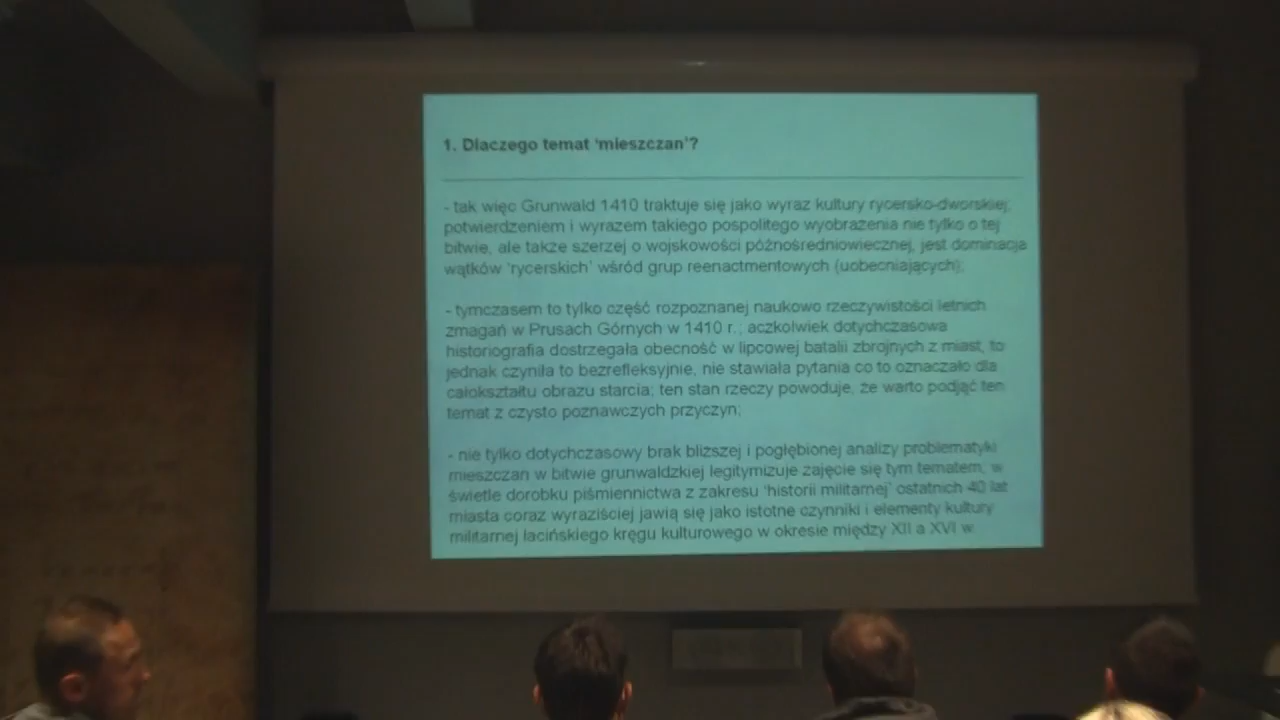 1. Dlaczego temat 'mieszczan'?
- tak więc Grunwald 1410 traktuje się jako wyraz kultury rycersko-dworskiej;
potwierdzeniem i wyrazem takiego pospolitego wyobrażenia nie tylko o tej
bitwie, ale także szerzej o wojskowości późnośredniowiecznej, jest dominacja
wątków 'rycerskich' wśród grup reenactmentowych (uobecniających);
- tymczasem to tylko część rozpoznanej naukowo rzeczywistości letnich
zmagań w Prusach Górnych w 1410 r.; aczkolwiek dotychczasowa
historiografia dostrzegała obecność w lipcowej batalii zbrojnych z miast, to
jednak czyniła to bezrefleksyjnie, nie stawiała pytania co to oznaczało dla
całokształtu obrazu starcia; ten stan rzeczy powoduje, że warto podjąć ten
temat z czysto poznawczych przyczyn;
- nie tylko dotychczasowy brak bliższej i pogłębionej analizy problematyki
mieszczan w bitwie grunwaldzkiej legitymizuje zajęcie się tym tematem; w
świetle dorobku piśmiennictwa z zakresu 'historii militarnej' ostatnich 40 lat
miasta coraz wyraziściej jawią się jako istotne czynniki i elementy kultury
militarnej łacińskiego kręgu kulturowego w okresie między XII a XVI w.